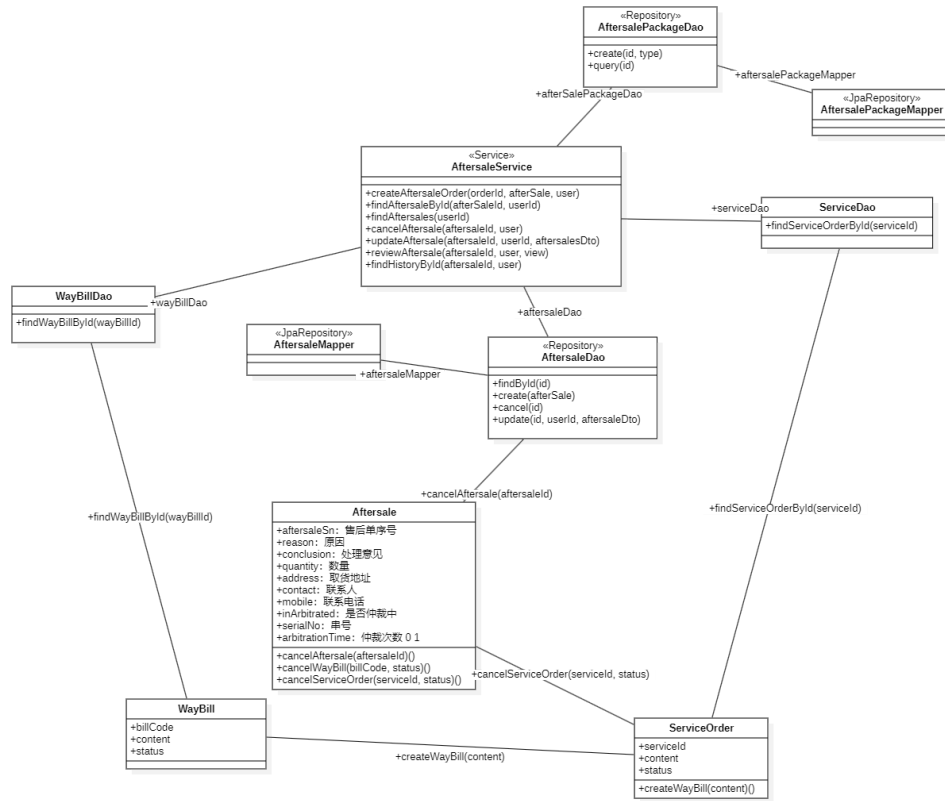 «Repository»
AftersalePackageDao
+create(id, type)
+query(id)
+aftersalePackageMapper
+afterSalePackageDao
«JpaRepository»
AftersalePackageMapper
«Service»
AftersaleService
+createAftersaleOrder(orderId, afterSale, user)
+findAftersaleById(afterSaleId, userId)
+findAftersales(userId)
+cancelAftersale(aftersaleId, user)
+updateAftersale(aftersaleId, userId, aftersalesDto)
+reviewAftersale(aftersaleId, user, view)
+findHistoryById(aftersaleId, user)
+serviceDao
ServiceDao
+findServiceOrderById(serviceId)
WayBillDao
+findWayBillById(wayBillId)
+wayBillDao
+aftersaleDao
«JpaRepository»
AftersaleMapper
+aftersaleMapper
«Repository»
AftersaleDao
+findById(id)
+create(afterSale)
+cancel(id)
+update(id, userId, aftersaleDto)
+cancelAftersale(aftersaleId)
+findWayBillById(wayBillId)
+findServiceOrderById(serviceId)
Aftersale
+aftersaleSn：售后单序号
+reason：原因
+conclusion：处理意见
+quantity：数量
+address：取货地址
+contact：联系人
+mobile：联系电话
+inArbitrated：是否仲裁中
+serialNo：串号
+arbitrationTime：仲裁次数 0 1
+cancelAftersale(aftersaleId)()
+cancelWayBill(billCode, status)()
+cancelServiceOrder(serviceId, status)()
+cancelServiceOrder(serviceId, status)
WayBill
+billCode
+content
+status
+createWayBill(content)
ServiceOrder
+serviceId
+content
+status
+createWayBill(content)()